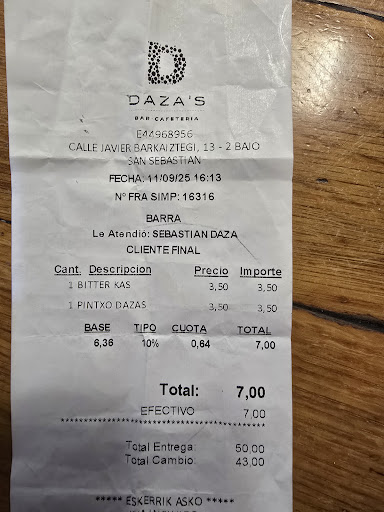 DAZA'S
BAR-CAFETERIA
E44968956
CALLE JAVIER BARKAIZTEGI, 13 - 2 BAJO
SAN SEBASTIAN
FECHA: 11/09/25 16:13
Nº FRA SIMP: 16316
BARRA
Le Atendió: SEBASTIAN DAZA
CLIENTE FINAL
Cant. Descripcion Precio Importe
1 BITTER KAS 3,50 3,50
1 PINTXO DAZAS 3,50 3,50
BASE TIPO CUOTA TOTAL
6,36 10% 0,64 7,00
Total: 7,00
EFECTIVO 7,00
********************************************
Total Entrega: 50,00
Total Cambio: 43,00
***** ESKERRIK ASKO *****